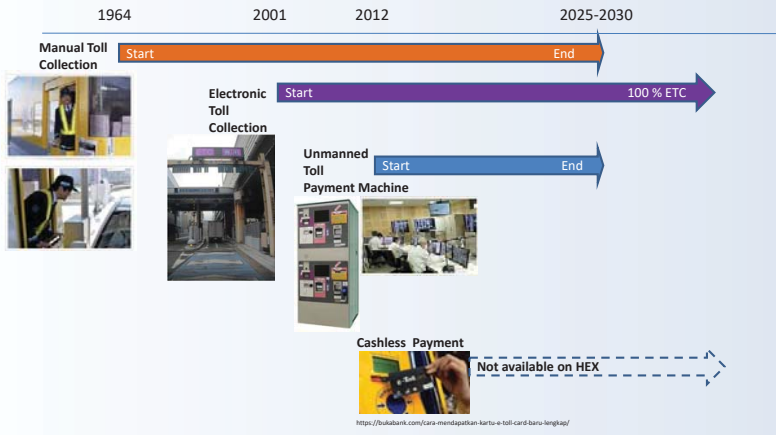 1964 2001 2012 2025-2030
Manual Toll
Collection
Start End
Electronic
Toll
Collection
Start 100 % ETC
Unmanned
Toll
Payment Machine
Start End
Cashless Payment
Not available on HEX
https://bukabank.com/cara-mendapatkan-kartu-e-toll-card-baru-lengkap/